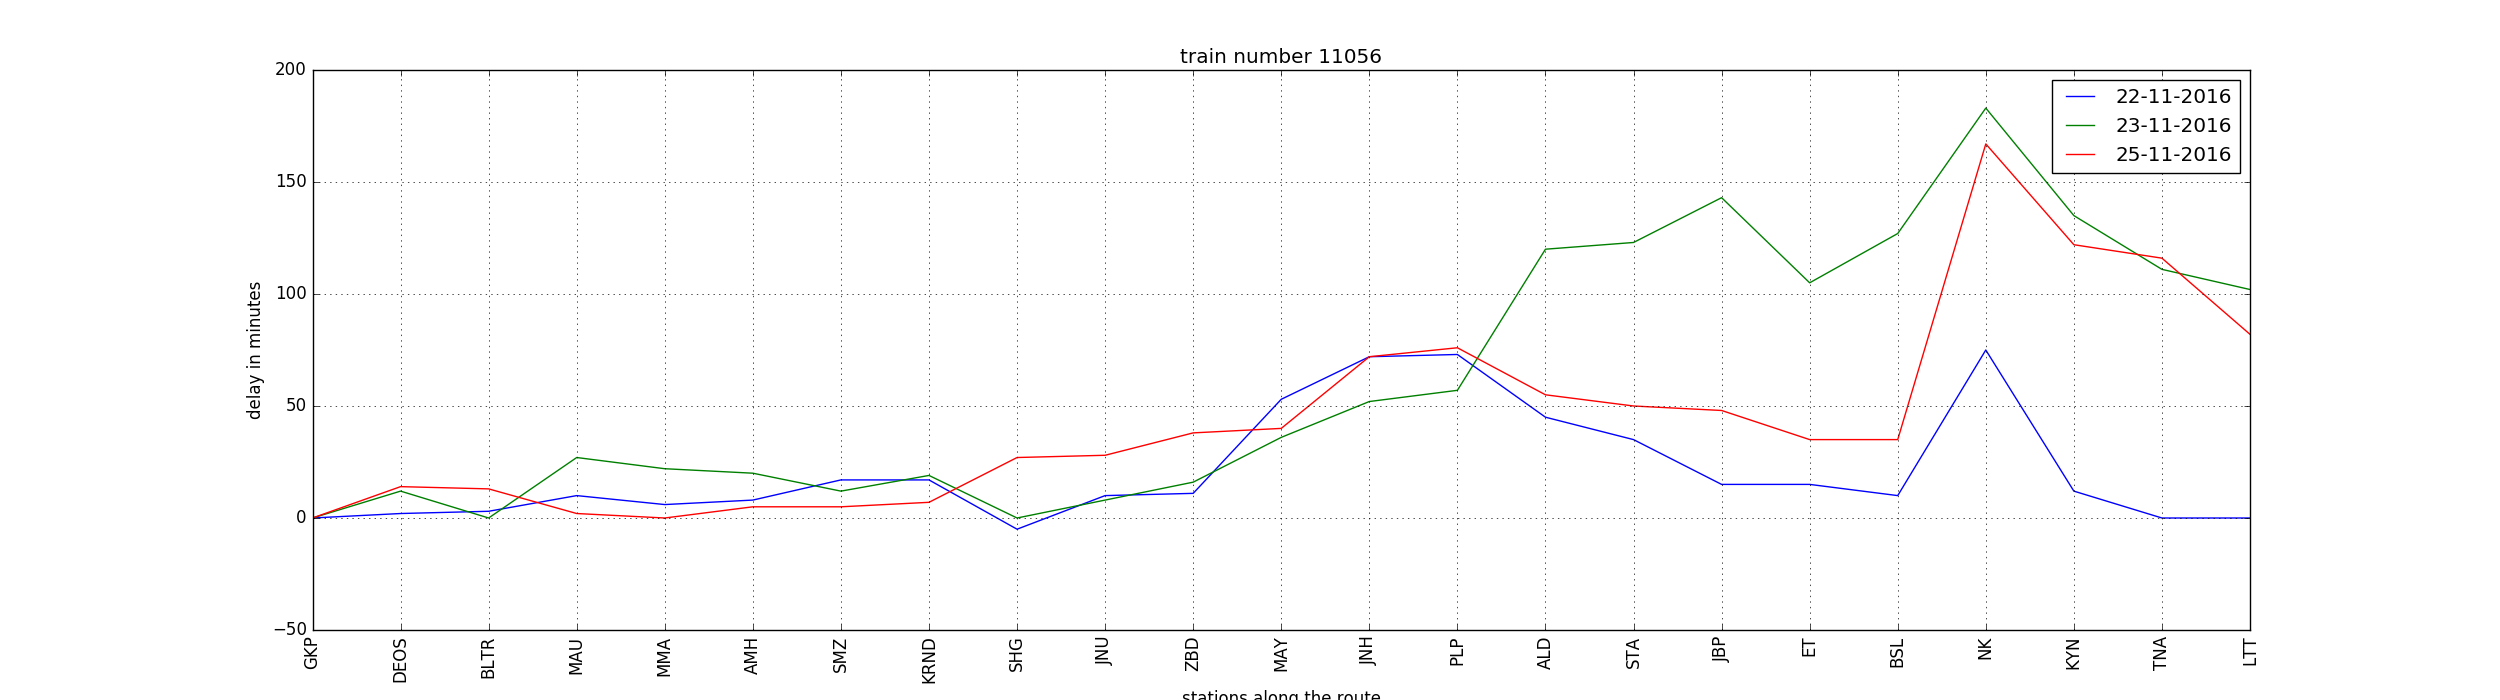 train number 11056
200
150
100
50
0
−50
delay in minutes
22-11-2016
23-11-2016
25-11-2016
GKP
DEOS
BLTR
MAU
MMA
AMH
SMZ
KRND
SHG
JNU
ZBD
MAY
JNH
PLP
ALD
STA
JBP
ET
BSL
NK
KYN
TNA
LTT
stations along the route